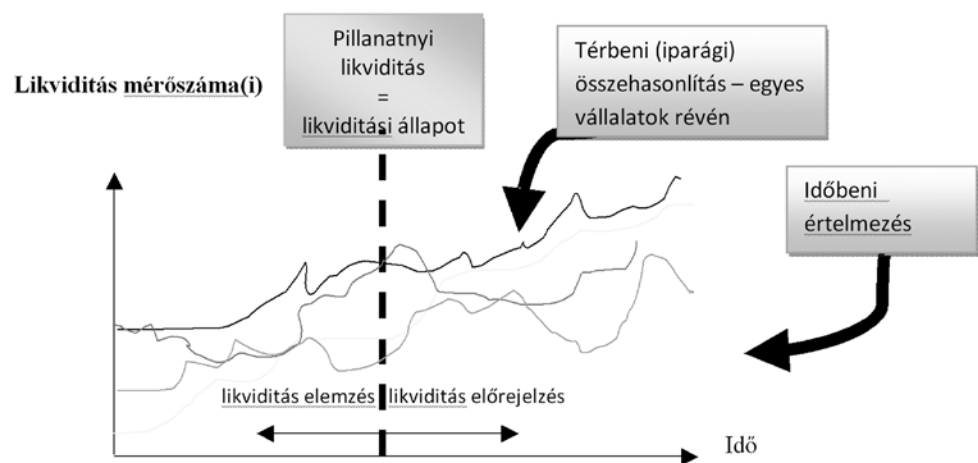 Pillanatnyi
likviditás
=
likviditási állapot
Likviditás mérőszáma(i)
Térbeni (iparági)
összehasonlítás – egyes
vállalatok révén
Időbeni
értelmezés
likviditás elemzés
likviditás előrejelzés
Idő